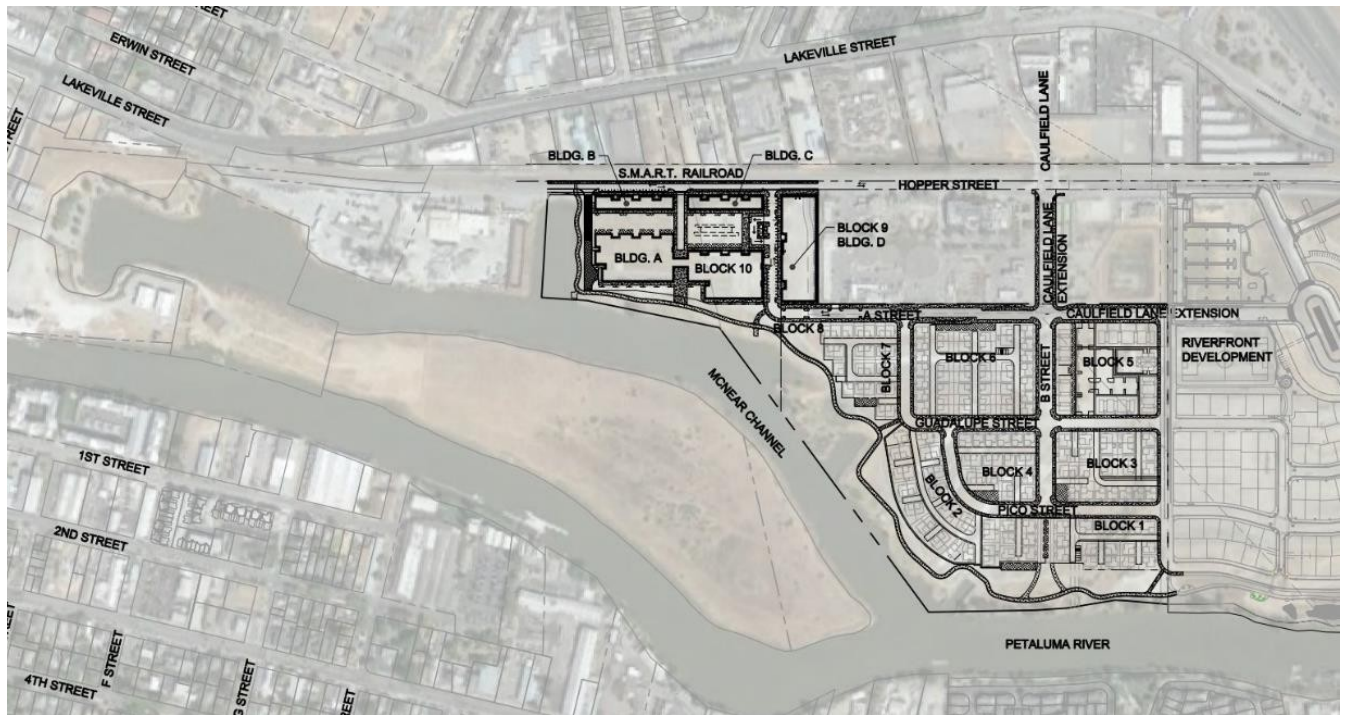 ERWIN STREET
LAKEVILLE STREET
LAKEVILLE STREET
CAULFIELD LANE
STREET
BLDG. B
BLDG. C
S.M.A.R.T. RAILROAD
HOPPER STREET
BLOCK 9
BLDG. D
BLDG. A
BLOCK 10
CAULFIELD LANE
EXTENSION
A STREET
CAULFIELD LANE EXTENSION
BLOCK 8
BLOCK 7
BLOCK 6
B STREET
BLOCK 5
RIVERFRONT
DEVELOPMENT
MCNEAR CHANNEL
GUADALUPE STREET
BLOCK 4
BLOCK 3
BLOCK 2
PICO STREET
BLOCK 1
1ST STREET
2ND STREET
PETALUMA RIVER
F STREET
G STREET
STREET
STREET
4TH STREET